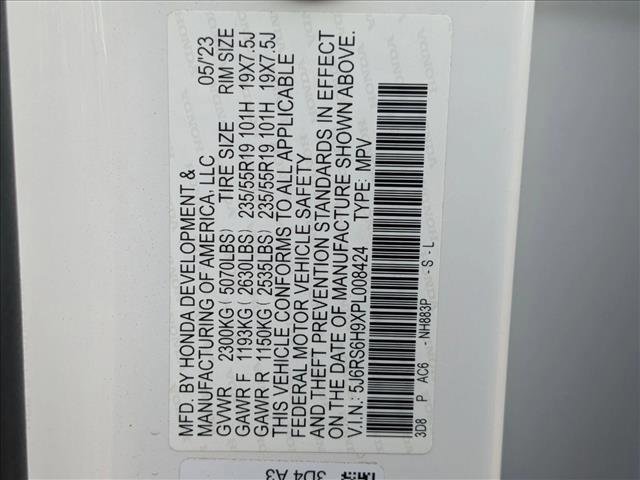 MFD. BY HONDA DEVELOPMENT &
MANUFACTURING OF AMERICA, LLC 05/'23
GVWR 2300KG ( 5070LBS) TIRE SIZE RIM SIZE
GAWR F 1193KG ( 2630LBS) 235/55R19 101H 19X7.5J
GAWR R 1150KG ( 2535LBS) 235/55R19 101H 19X7.5J
THIS VEHICLE CONFORMS TO ALL APPLICABLE
FEDERAL MOTOR VEHICLE SAFETY
AND THEFT PREVENTION STANDARDS IN EFFECT
ON THE DATE OF MANUFACTURE SHOWN ABOVE.
V.I.N.: 5J6RS6H9XPL008424 TYPE: MPV
3D8 P AC6 -NH883P -S -L
3D4 A3